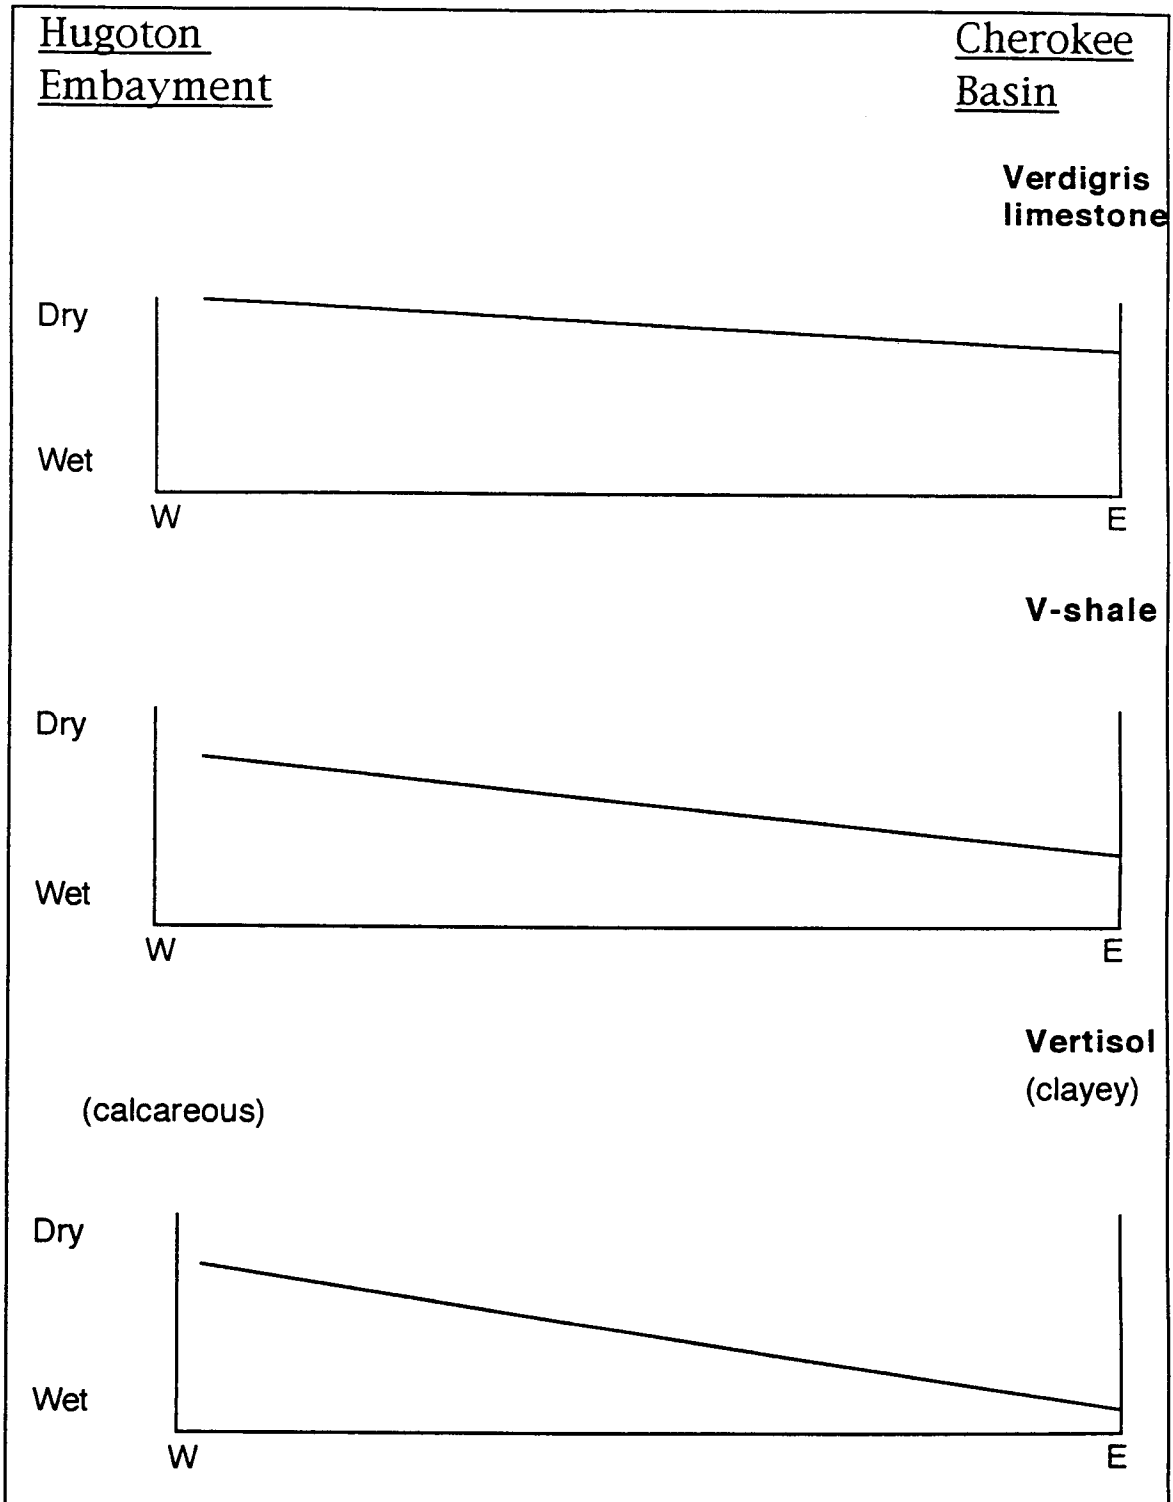 Hugoton
Embayment
Cherokee
Basin
Verdigris
limestone
Dry
Wet
W
E
V-shale
Dry
Wet
W
E
Vertisol
(clayey)
(calcareous)
Dry
Wet
W
E